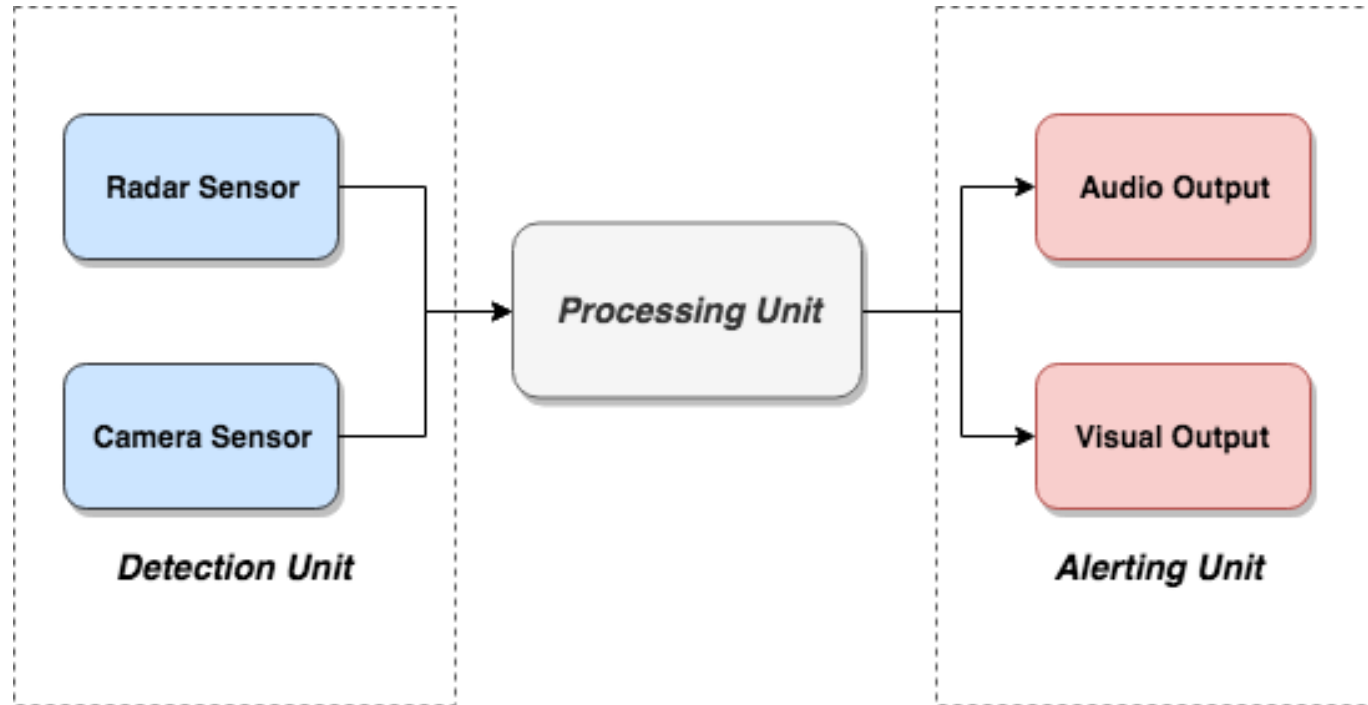 Radar Sensor
Camera Sensor
Detection Unit
Processing Unit
Audio Output
Visual Output
Alerting Unit